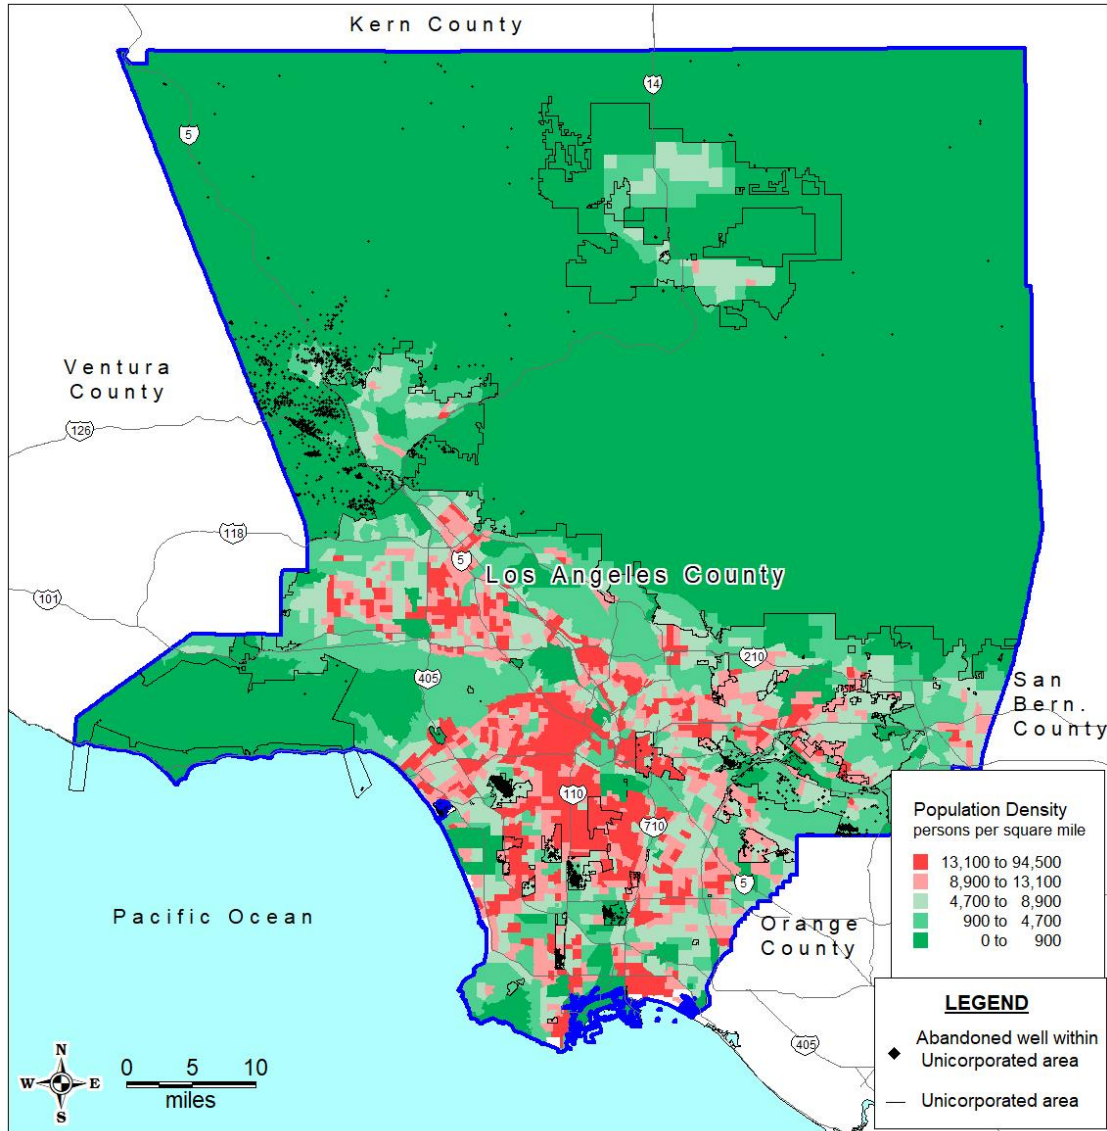 Kern County
14
5
Ventura
County
126
118
5
Los Angeles County
101
210
405
San
Bern.
County
110
710
5
Pacific Ocean
Orange
County
Population Density
persons per square mile
13,100 to 94,500
8,900 to 13,100
4,700 to 8,900
900 to 4,700
0 to 900
LEGEND
Abandoned well within
Unicorporated area
Unicorporated area
405
N
W E
S
0 5 10
miles